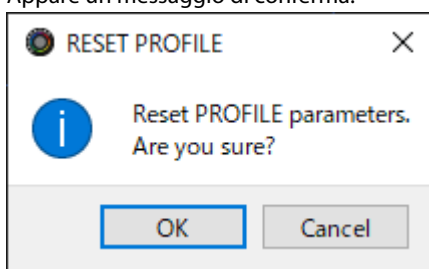 Appare un messaggio di conferma.
RESET PROFILE
Reset PROFILE parameters.
Are you sure?
OK Cancel